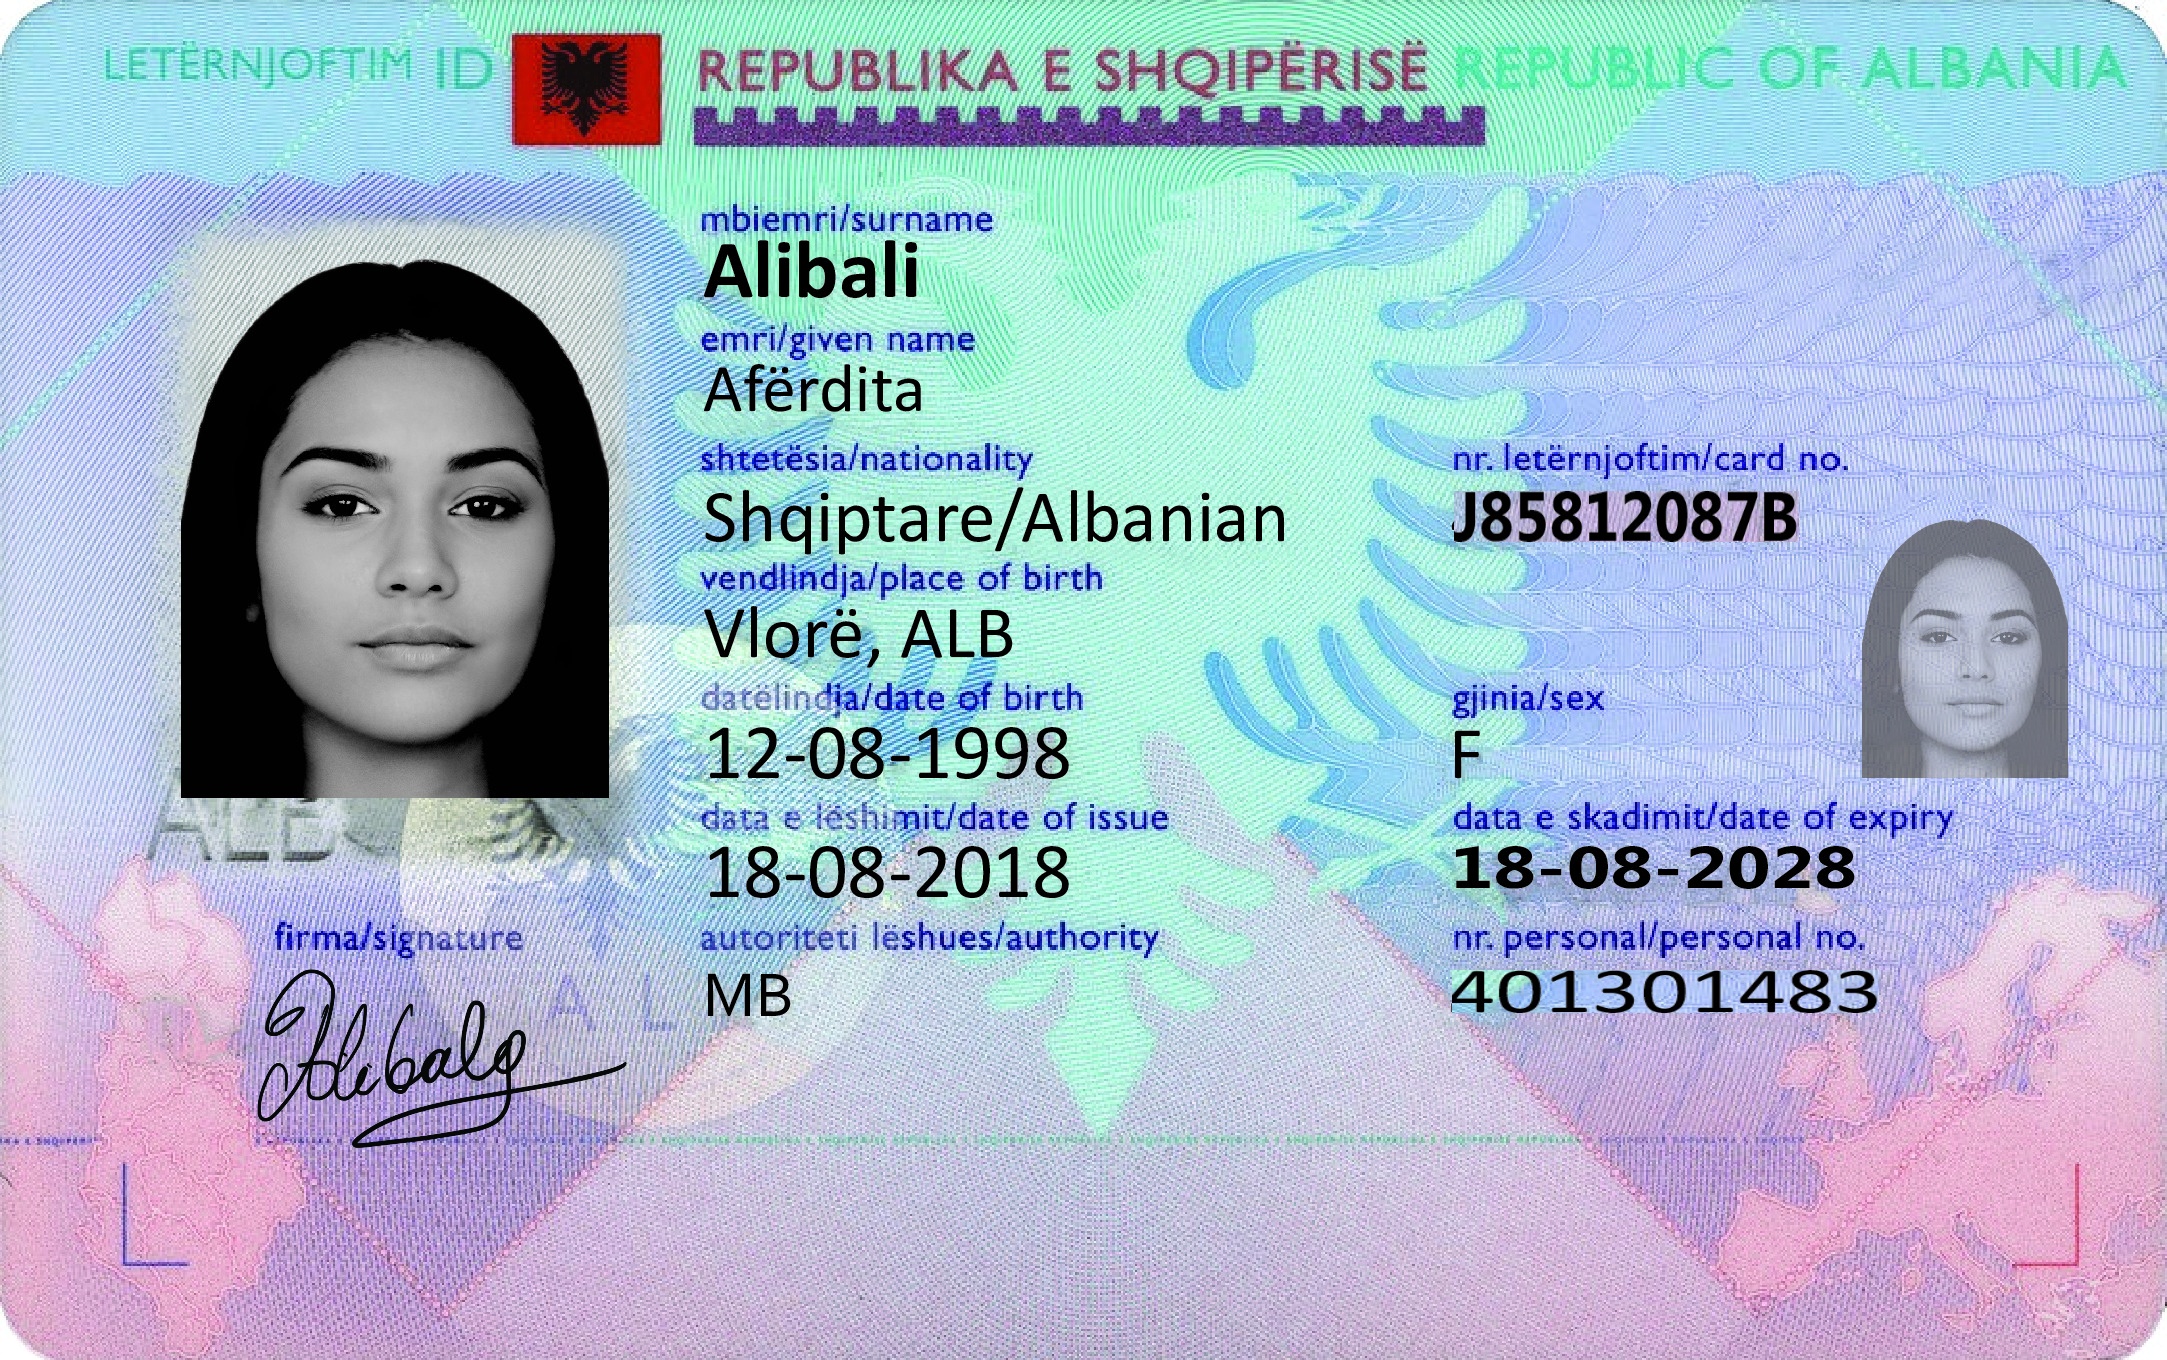 LETËRNJOFTIM ID REPUBLIKA E SHQIPËRISË REPUBLIC OF ALBANIA
mbiemri/surname
Alibali
emri/given name
Afërdita
shtetësia/nationality
Shqiptare/Albanian
nr. letërnjoftim/card no.
J85812087B
vendlindja/place of birth
Vlorë, ALB
datëlindja/date of birth
12-08-1998
gjinia/sex
F
data e lëshimit/date of issue
18-08-2018
data e skadimit/date of expiry
18-08-2028
autoriteti lëshues/authority
MB
nr. personal/personal no.
401301483
ALB
firma/signature
A L